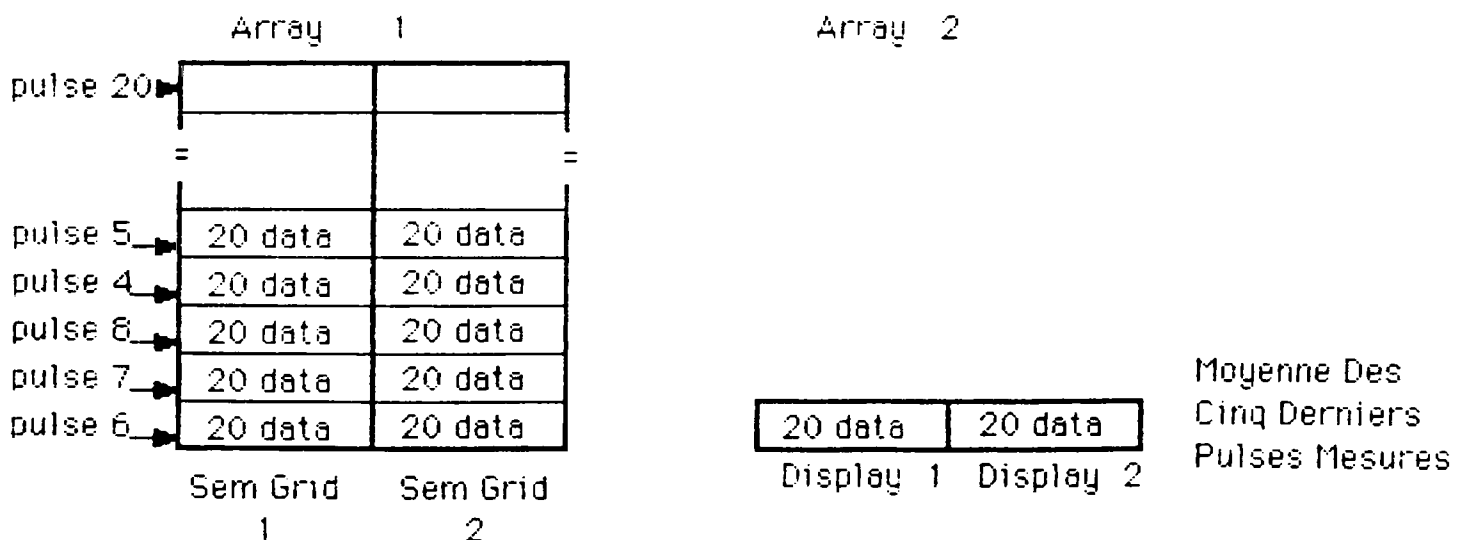 Array 1
Array 2
pulse 20
=
=
pulse 5
20 data
20 data
pulse 4
20 data
20 data
pulse 8
20 data
20 data
pulse 7
20 data
20 data
pulse 6
20 data
20 data
Sem Grid
1
Sem Grid
2
20 data
20 data
Display 1
Display 2
Moyenne Des
Cinq Derniers
Pulses Mesures